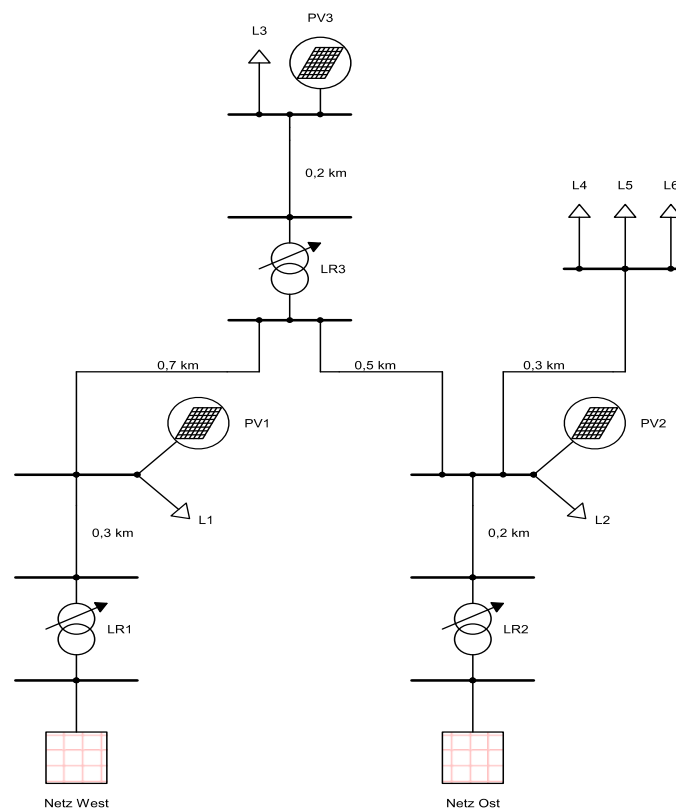 PV3
L3
0,2 km
L4 L5 L6
LR3
0,7 km 0,5 km 0,3 km
PV1 PV2
L1 L2
0,3 km 0,2 km
LR1 LR2
Netz West Netz Ost